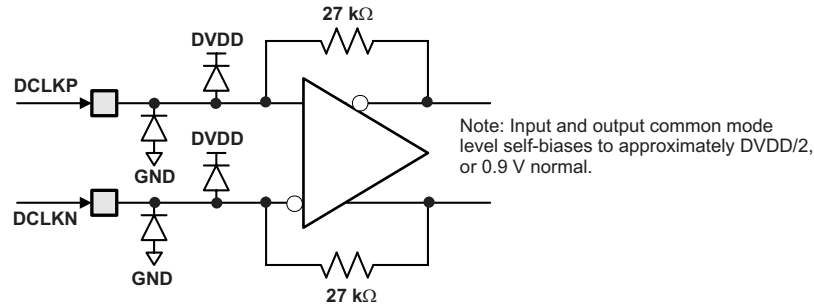 27 kΩ
DVDD
DCLKP
DVDD
GND
DCLKN
GND
27 kΩ
Note: Input and output common mode
level self-biases to approximately DVDD/2,
or 0.9 V normal.